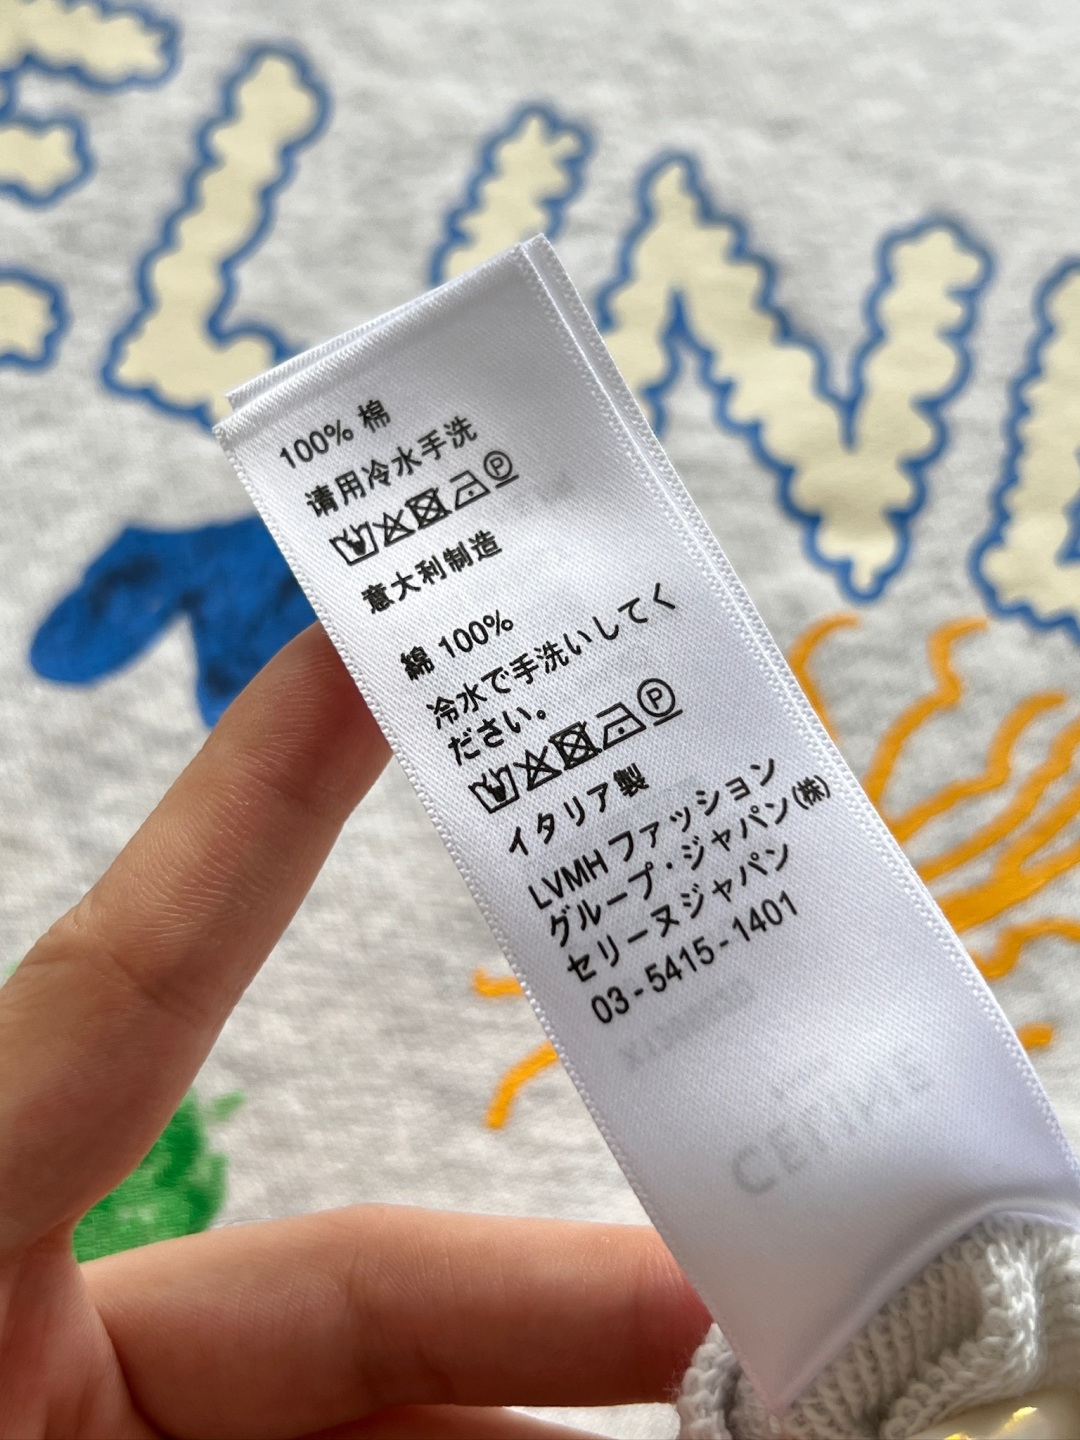 ELINE
100% 棉
请用冷水手洗
P
意大利制造
綿 100%
冷水で手洗いしてく
ださい。
P
イタリア製
LVMH ファッション
グループ・ジャパン(株)
セリーヌジャパン
03-5415-1401